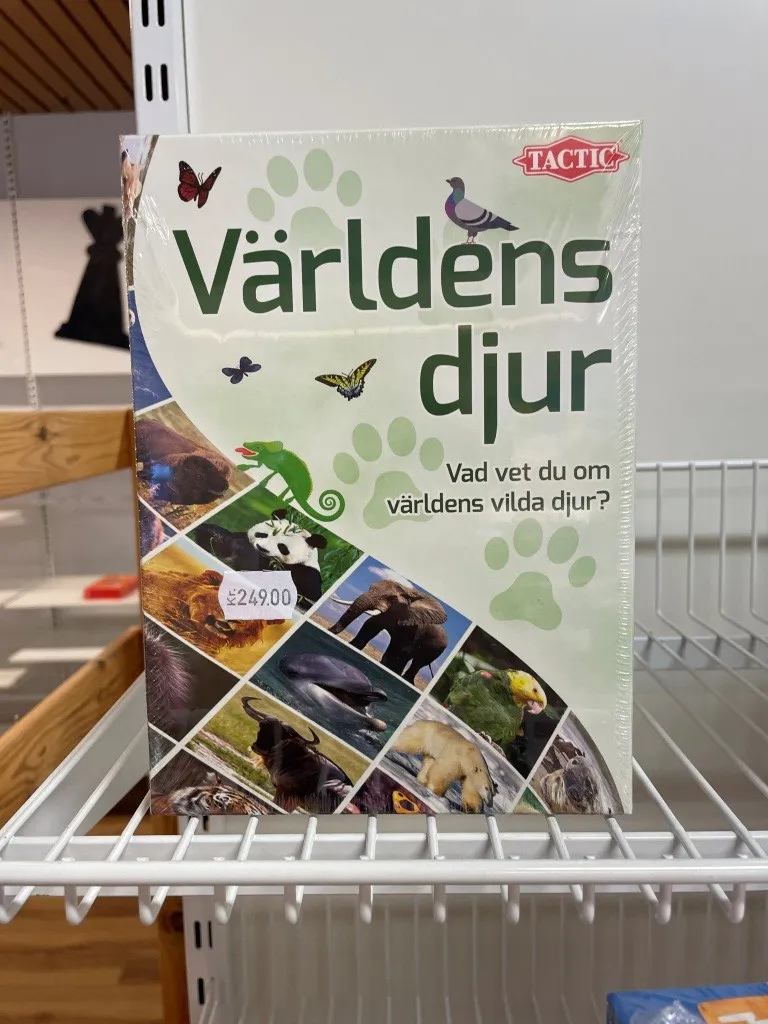 TACTIC
Världens
djur
Vad vet du om
världens vilda djur?
Kr. 249.00